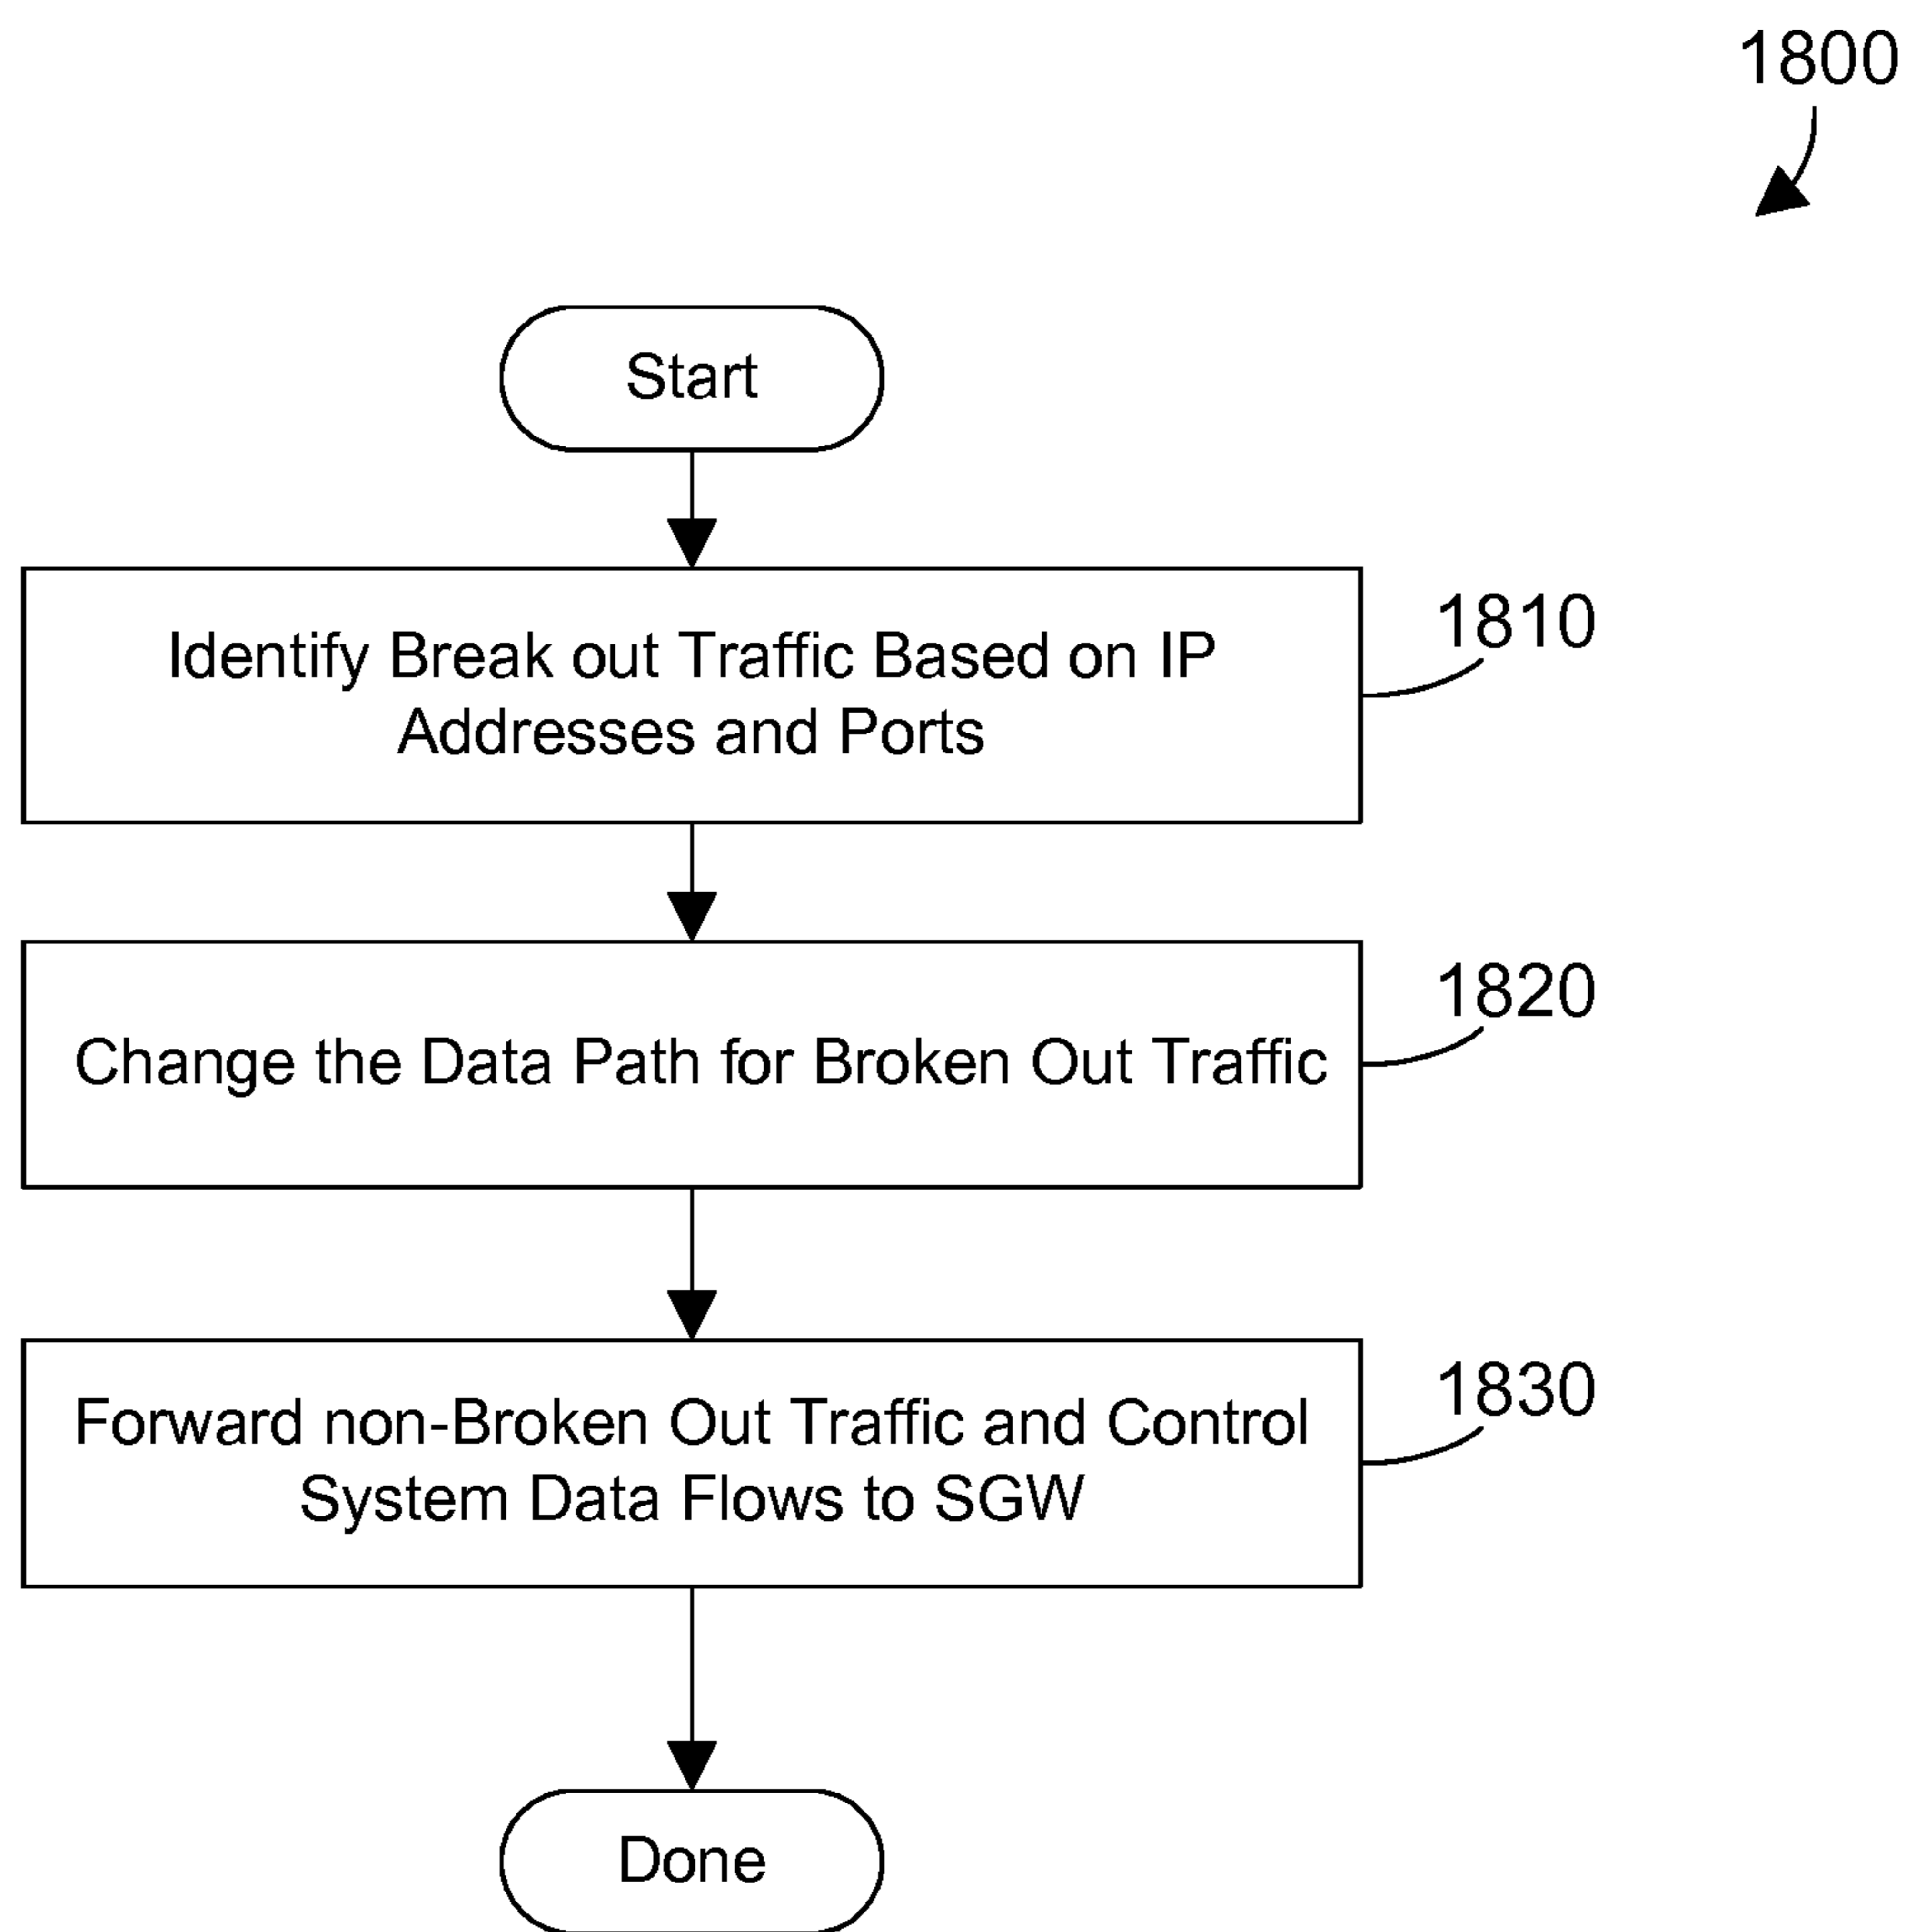 1800
Start
Identify Break out Traffic Based on IP
Addresses and Ports
1810
Change the Data Path for Broken Out Traffic
1820
Forward non-Broken Out Traffic and Control
System Data Flows to SGW
1830
Done